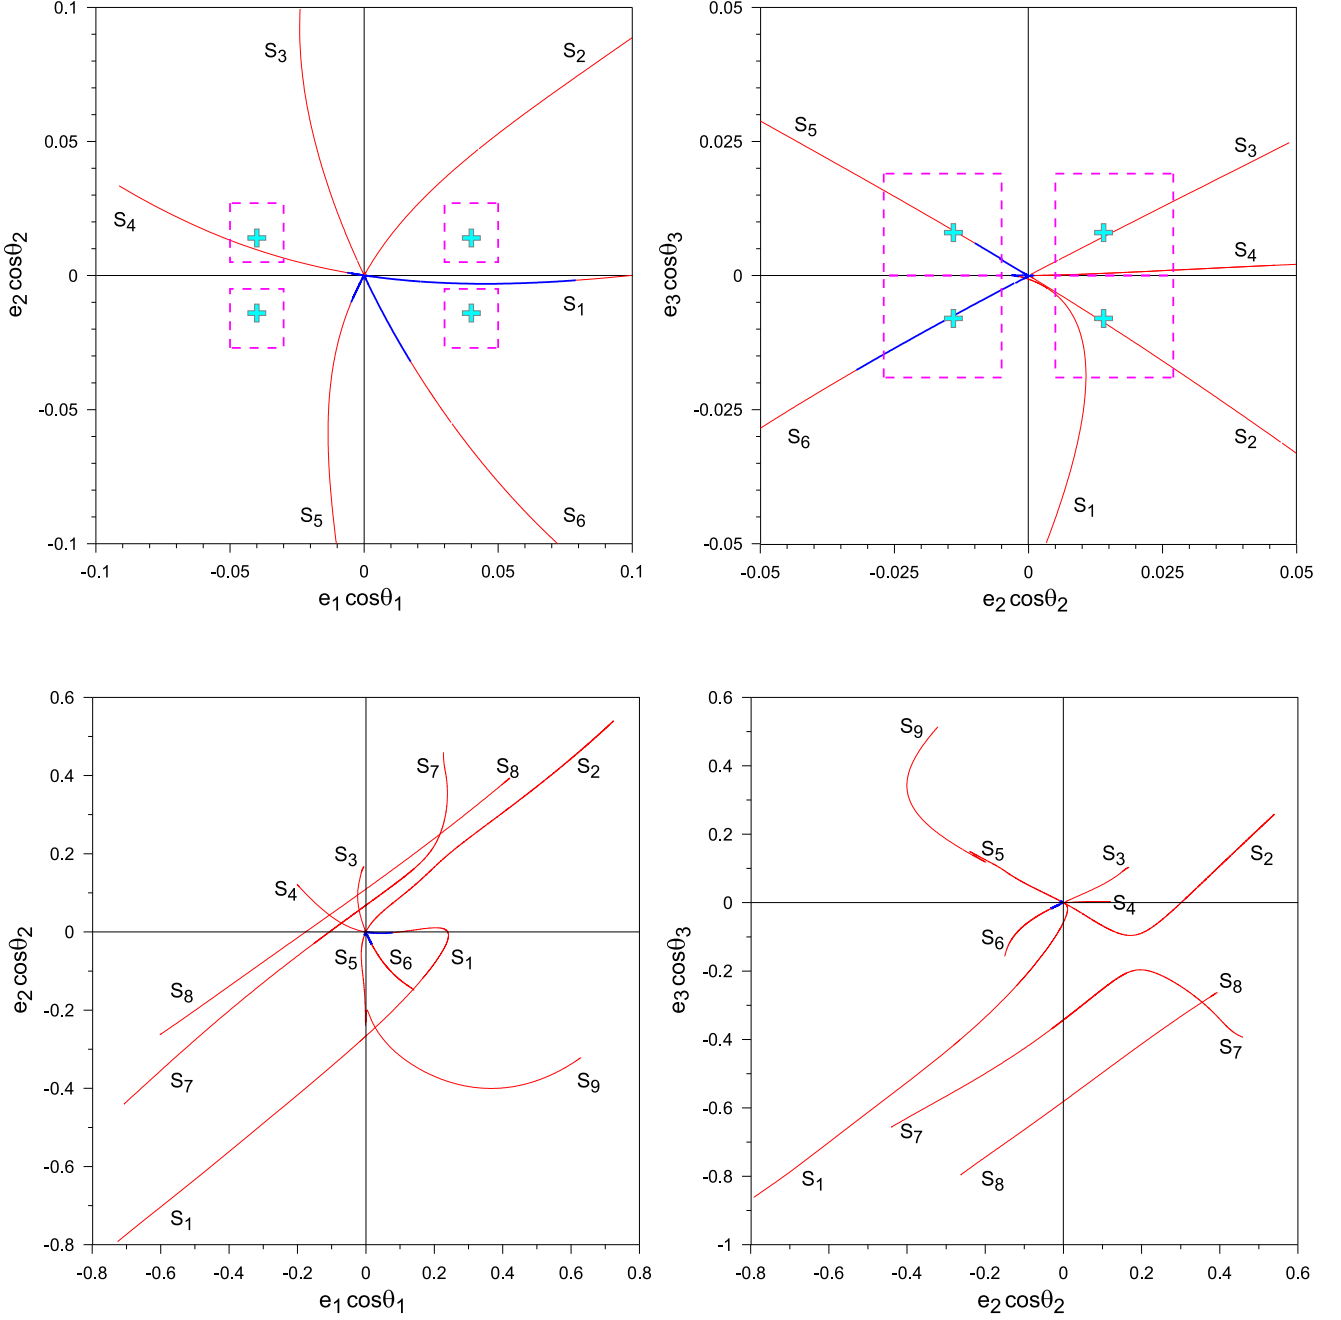 0.1
0.05
0
-0.05
-0.1
-0.1
-0.05
0
0.05
0.1
e2 cosθ2
e1 cosθ1
S3
S2
S4
S1
S5
S6
0.05
0.025
0
-0.025
-0.05
-0.05
-0.025
0
0.025
0.05
e3 cosθ3
e2 cosθ2
S5
S3
S4
S6
S2
S1
0.6
0.4
0.2
0
-0.2
-0.4
-0.6
-0.8
-0.8
-0.6
-0.4
-0.2
0
0.2
0.4
0.6
0.8
e2 cosθ2
e1 cosθ1
S7
S8
S2
S3
S4
S5
S6
S1
S8
S7
S9
S1
0.6
0.4
0.2
0
-0.2
-0.4
-0.6
-0.8
-1
-0.8
-0.6
-0.4
-0.2
0
0.2
0.4
0.6
e3 cosθ3
e2 cosθ2
S9
S5
S3
S2
S4
S6
S8
S7
S7
S1
S8